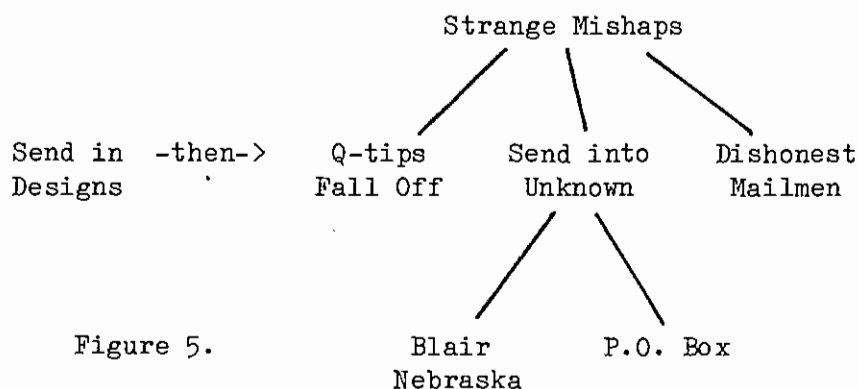 Strange Mishaps
Send in -then-> Q-tips Send into Dishonest
Designs Fall Off Unknown Mailmen
Figure 5. Blair P.O. Box
Nebraska